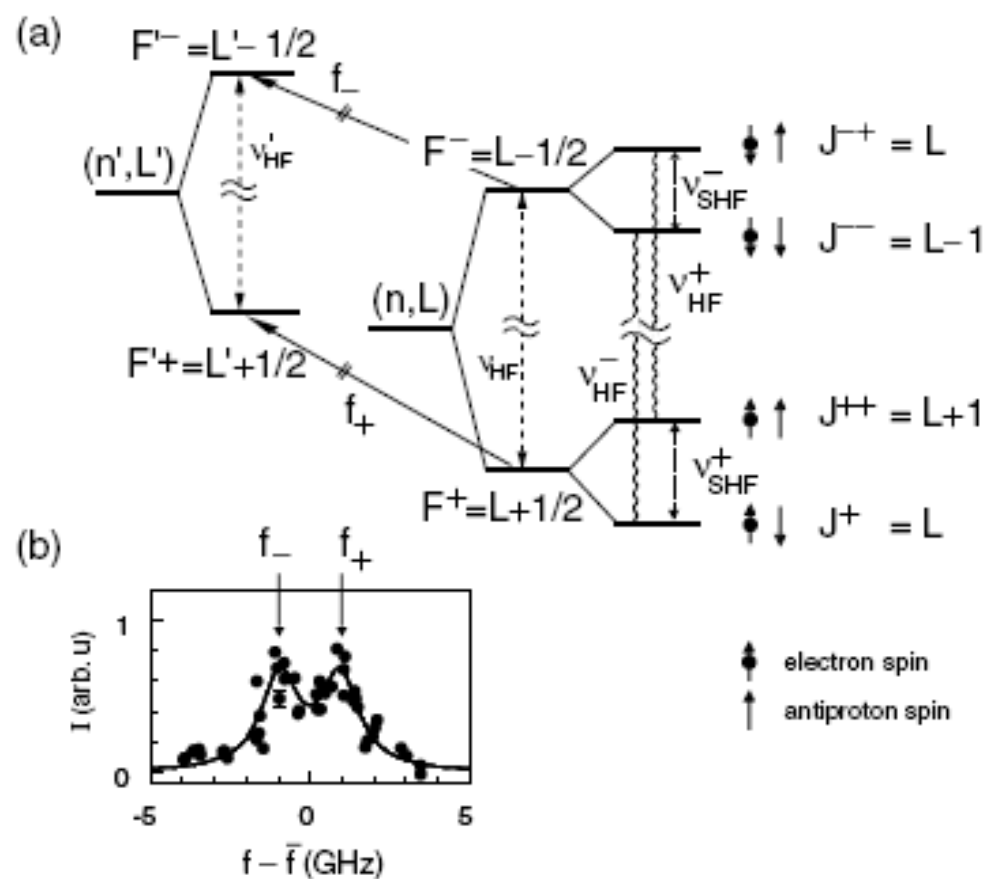 (a)
F'⁻ =L'− 1/2
f₋
(n',L')
ν'HF
F'+=L'+1/2
f₊
F⁻=L−1/2
(n,L)
νHF
F⁺=L+1/2
ν⁻SHF
ν⁺HF
ν⁻HF
ν⁺SHF
J⁻⁺ = L
J⁻⁻ = L−1
J⁺⁺ = L+1
J⁺ = L
(b)
f₋ f₊
I (arb. u)
1
0
-5 0 5
f − f̄ (GHz)
electron spin
antiproton spin